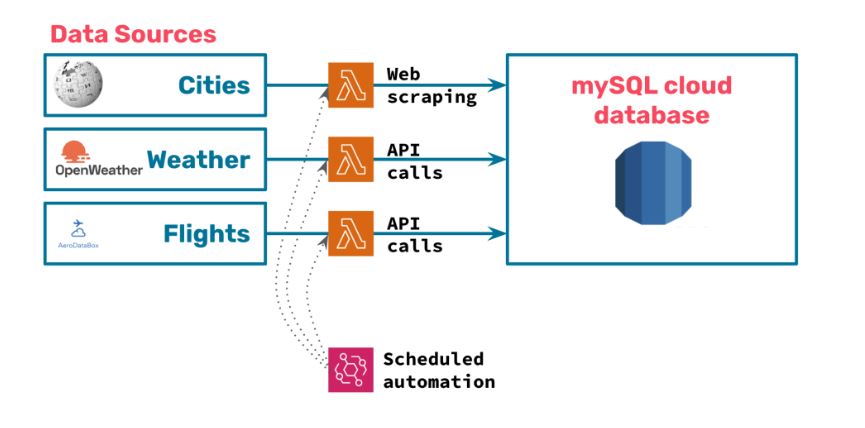 Data Sources
Cities
Web
scraping
mySQL cloud
database
OpenWeather
Weather
API
calls
AeroDataBox
Flights
API
calls
Scheduled
automation